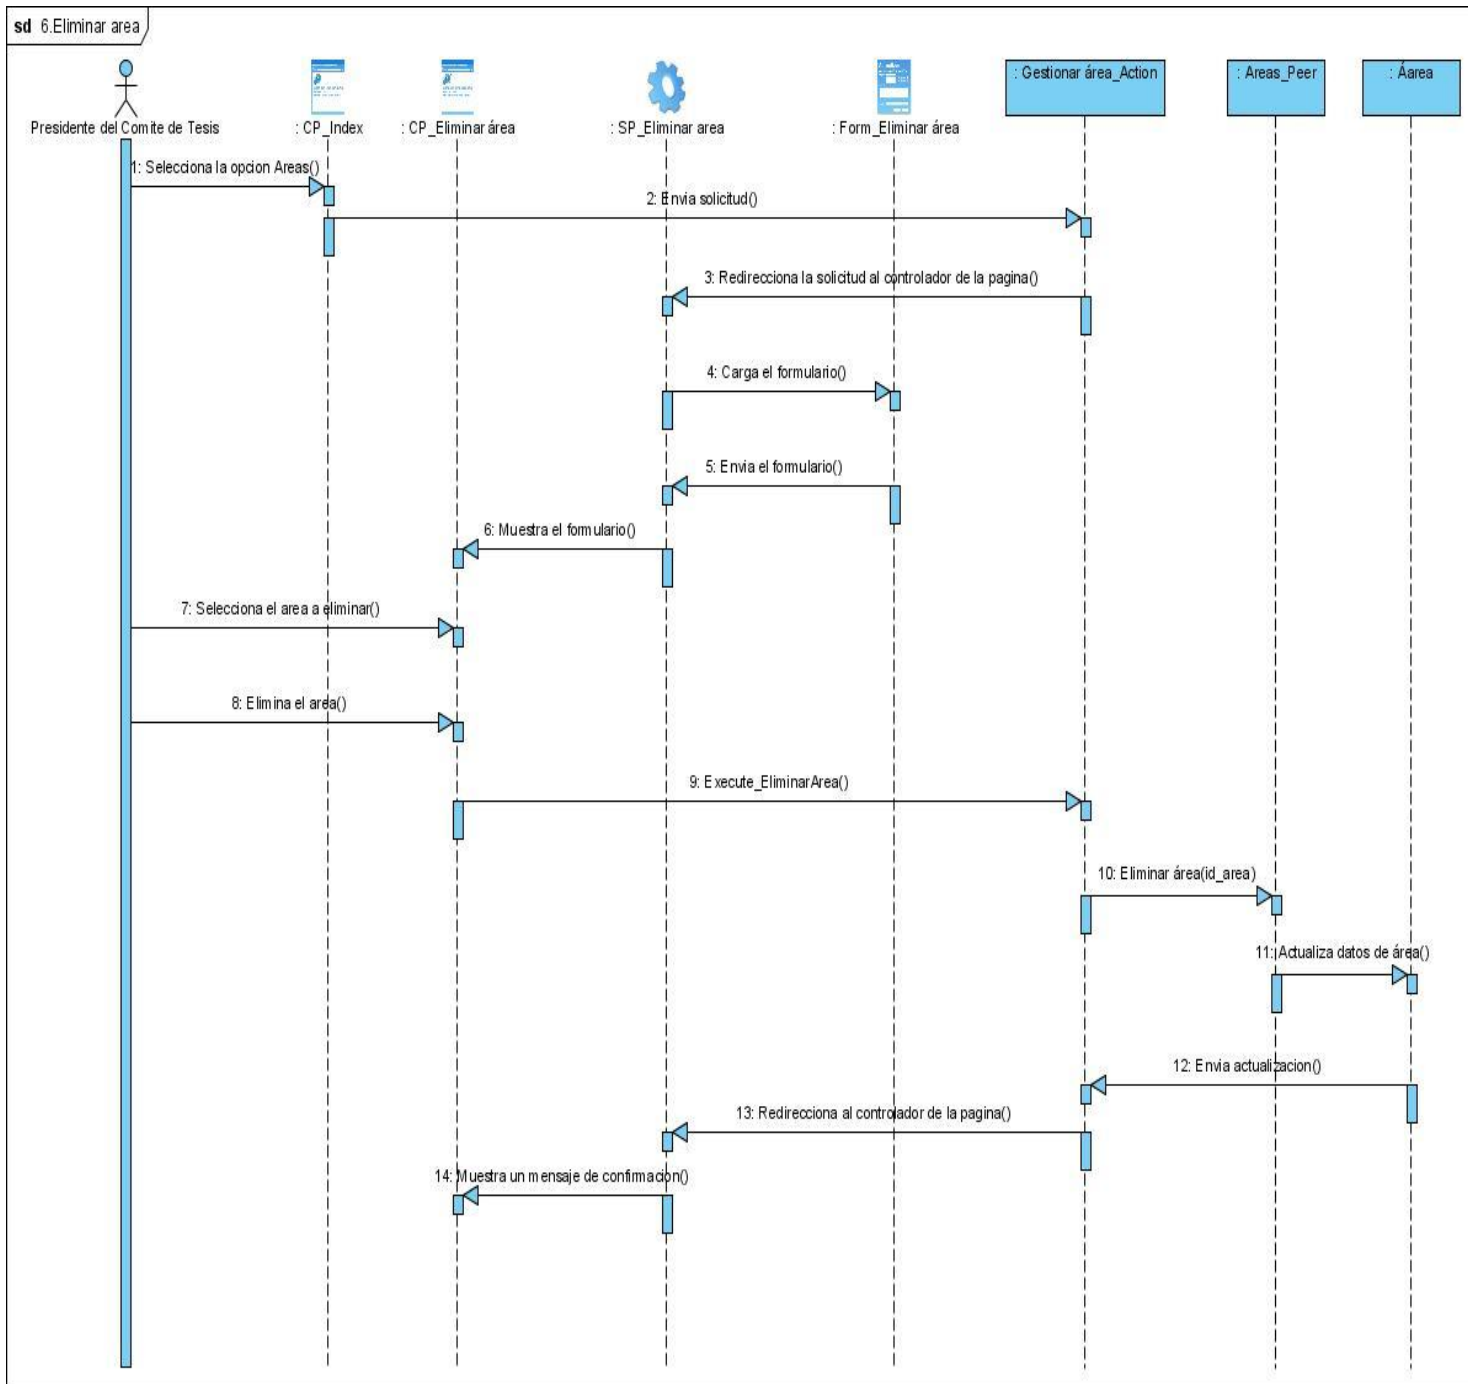 sd 6.Eliminar area
Presidente del Comite de Tesis
: CP_Index
: CP_Eliminar área
: SP_Eliminar area
: Form_Eliminar área
: Gestionar área_Action
: Areas_Peer
: Áarea
1: Selecciona la opcion Areas()
2: Envia solicitud()
3: Redirecciona la solicitud al controlador de la pagina()
4: Carga el formulario()
5: Envia el formulario()
6: Muestra el formulario()
7: Selecciona el area a eliminar()
8: Elimina el area()
9: Execute_EliminarArea()
10: Eliminar área(id_area)
11: Actualiza datos de área()
12: Envia actualizacion()
13: Redirecciona al controlador de la pagina()
14: Muestra un mensaje de confirmacion()